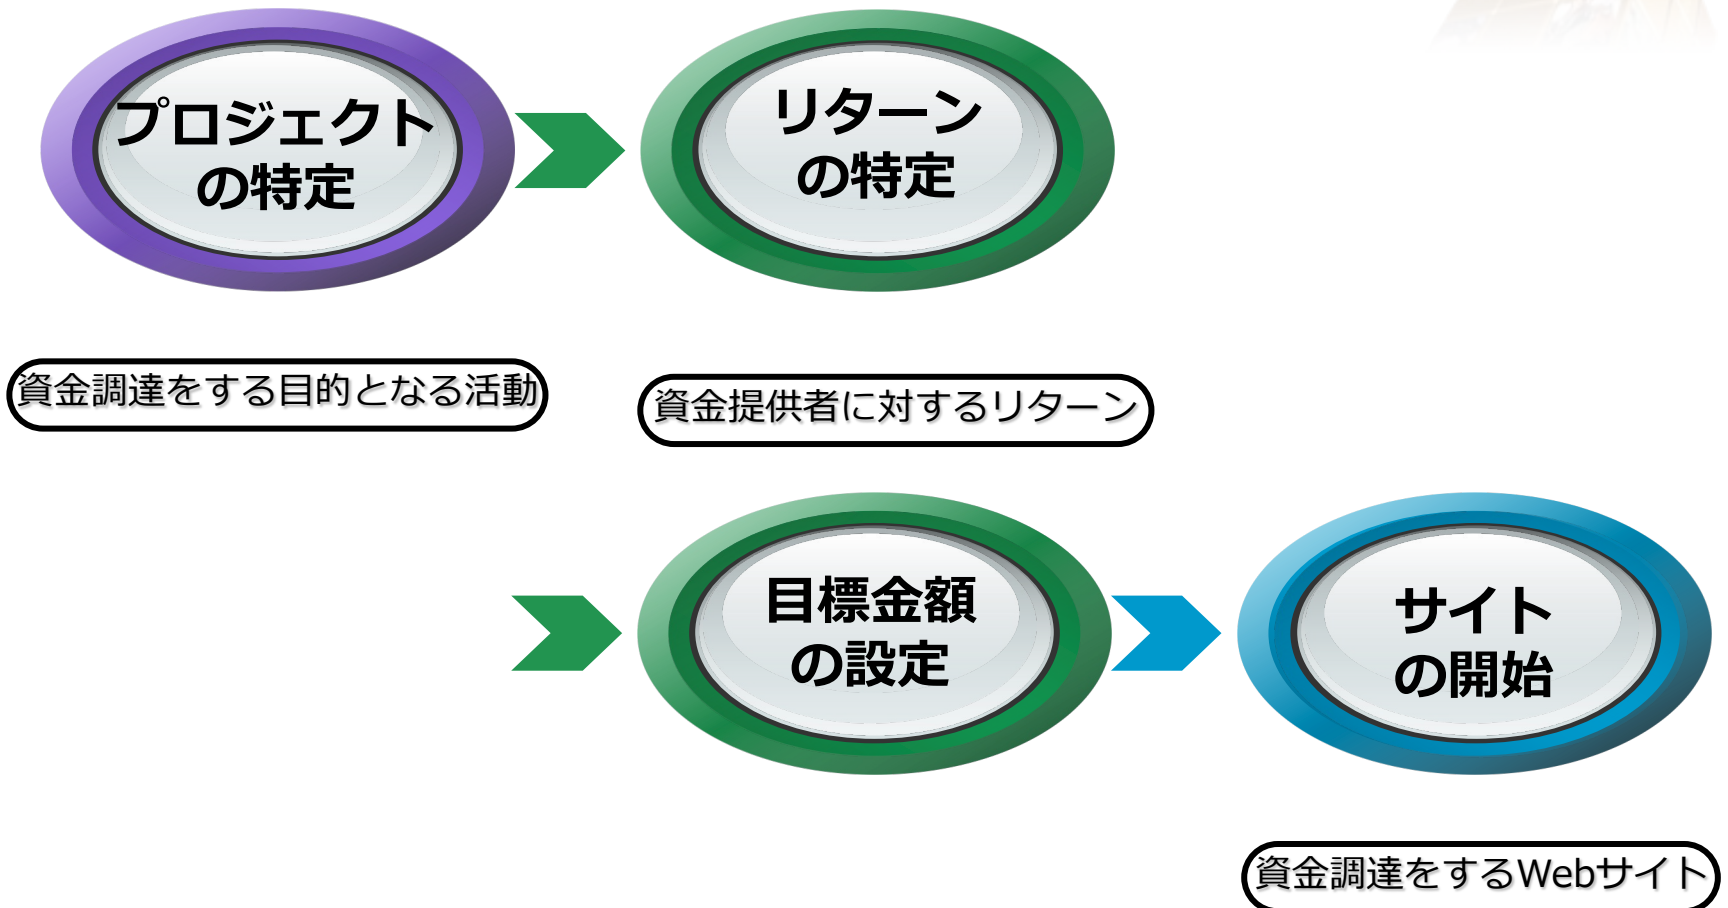 プロジェクト
の特定
リターン
の特定
資金調達をする目的となる活動
資金提供者に対するリターン
目標金額
の設定
サイト
の開始
資金調達をするWebサイト